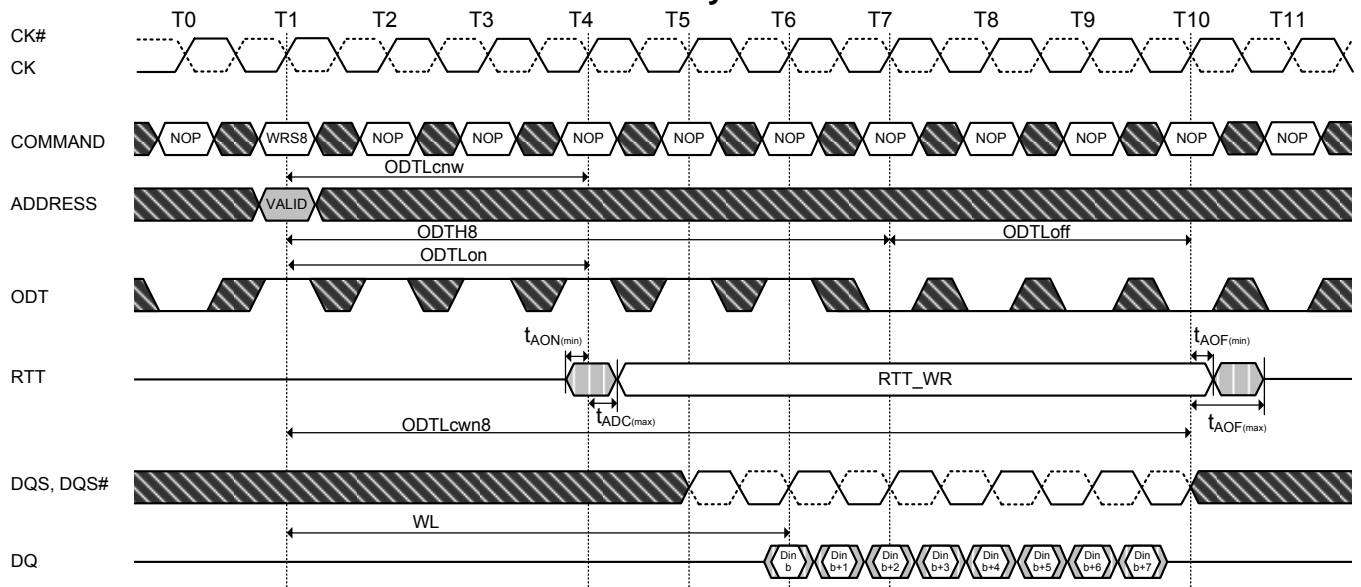 T0 T1 T2 T3 T4 T5 T6 T7 T8 T9 T10 T11
CK#
CK
COMMAND NOP WRS8 NOP NOP NOP NOP NOP NOP NOP NOP NOP NOP
ODTLcnw
ADDRESS VALID
ODTH8 ODTLoff
ODTLon
ODT
tAON(min) tAOF(min)
RTT RTT_WR
tADC(max) tAOF(max)
ODTLcwn8
DQS, DQS#
WL
DQ Din b Din b+1 Din b+2 Din b+3 Din b+4 Din b+5 Din b+6 Din b+7